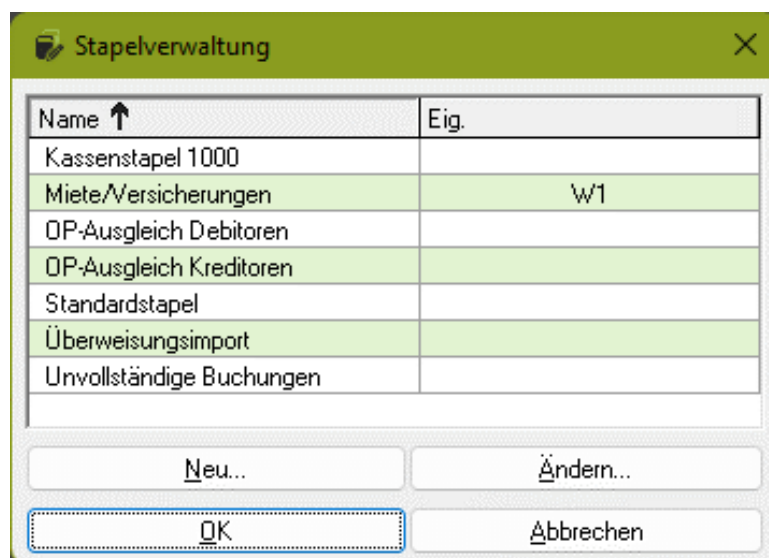 Stapelverwaltung
Name Eig.
Kassenstapel 1000
Miete/Versicherungen W1
OP-Ausgleich Debitoren
OP-Ausgleich Kreditoren
Standardstapel
Überweisungsimport
Unvollständige Buchungen
Neu... Ändern...
OK Abbrechen